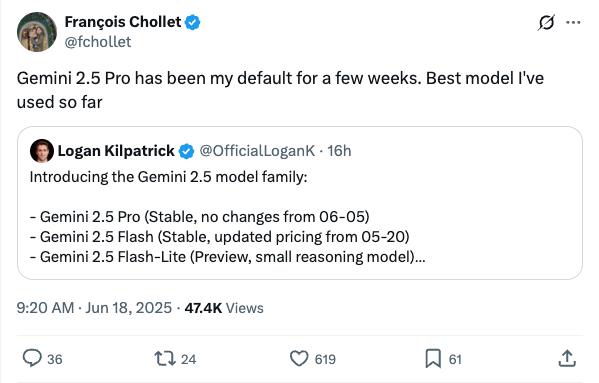 François Chollet
@fchollet
Gemini 2.5 Pro has been my default for a few weeks. Best model I've
used so far
Logan Kilpatrick @OfficialLoganK · 16h
Introducing the Gemini 2.5 model family:
- Gemini 2.5 Pro (Stable, no changes from 06-05)
- Gemini 2.5 Flash (Stable, updated pricing from 05-20)
- Gemini 2.5 Flash-Lite (Preview, small reasoning model)...
9:20 AM · Jun 18, 2025 · 47.4K Views
36 24 619 61